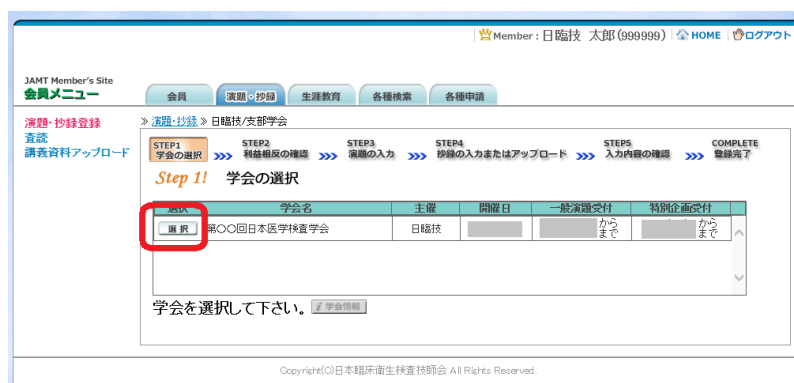 Member : 日臨技 太郎 (999999) HOME ログアウト
JAMT Member's Site
会員メニュー
会員 演題・抄録 生涯教育 各種検索 各種申請
演題・抄録登録
査読
講義資料アップロード
≫ 演題・抄録 ≫ 日臨技/支部学会
STEP1 STEP2 STEP3 STEP4 STEP5 COMPLETE
学会の選択 >>> 利益相反の確認 >>> 演題の入力 >>> 抄録の入力またはアップロード >>> 入力内容の確認 >>> 登録完了
Step 1! 学会の選択
選択 学会名 主催 開催日 一般演題受付 特別企画受付
選択 第〇〇回日本医学検査学会 日臨技 から から
まで まで
学会を選択して下さい。 i 学会情報
Copyright(C)日本臨床衛生検査技師会 All Rights Reserved.